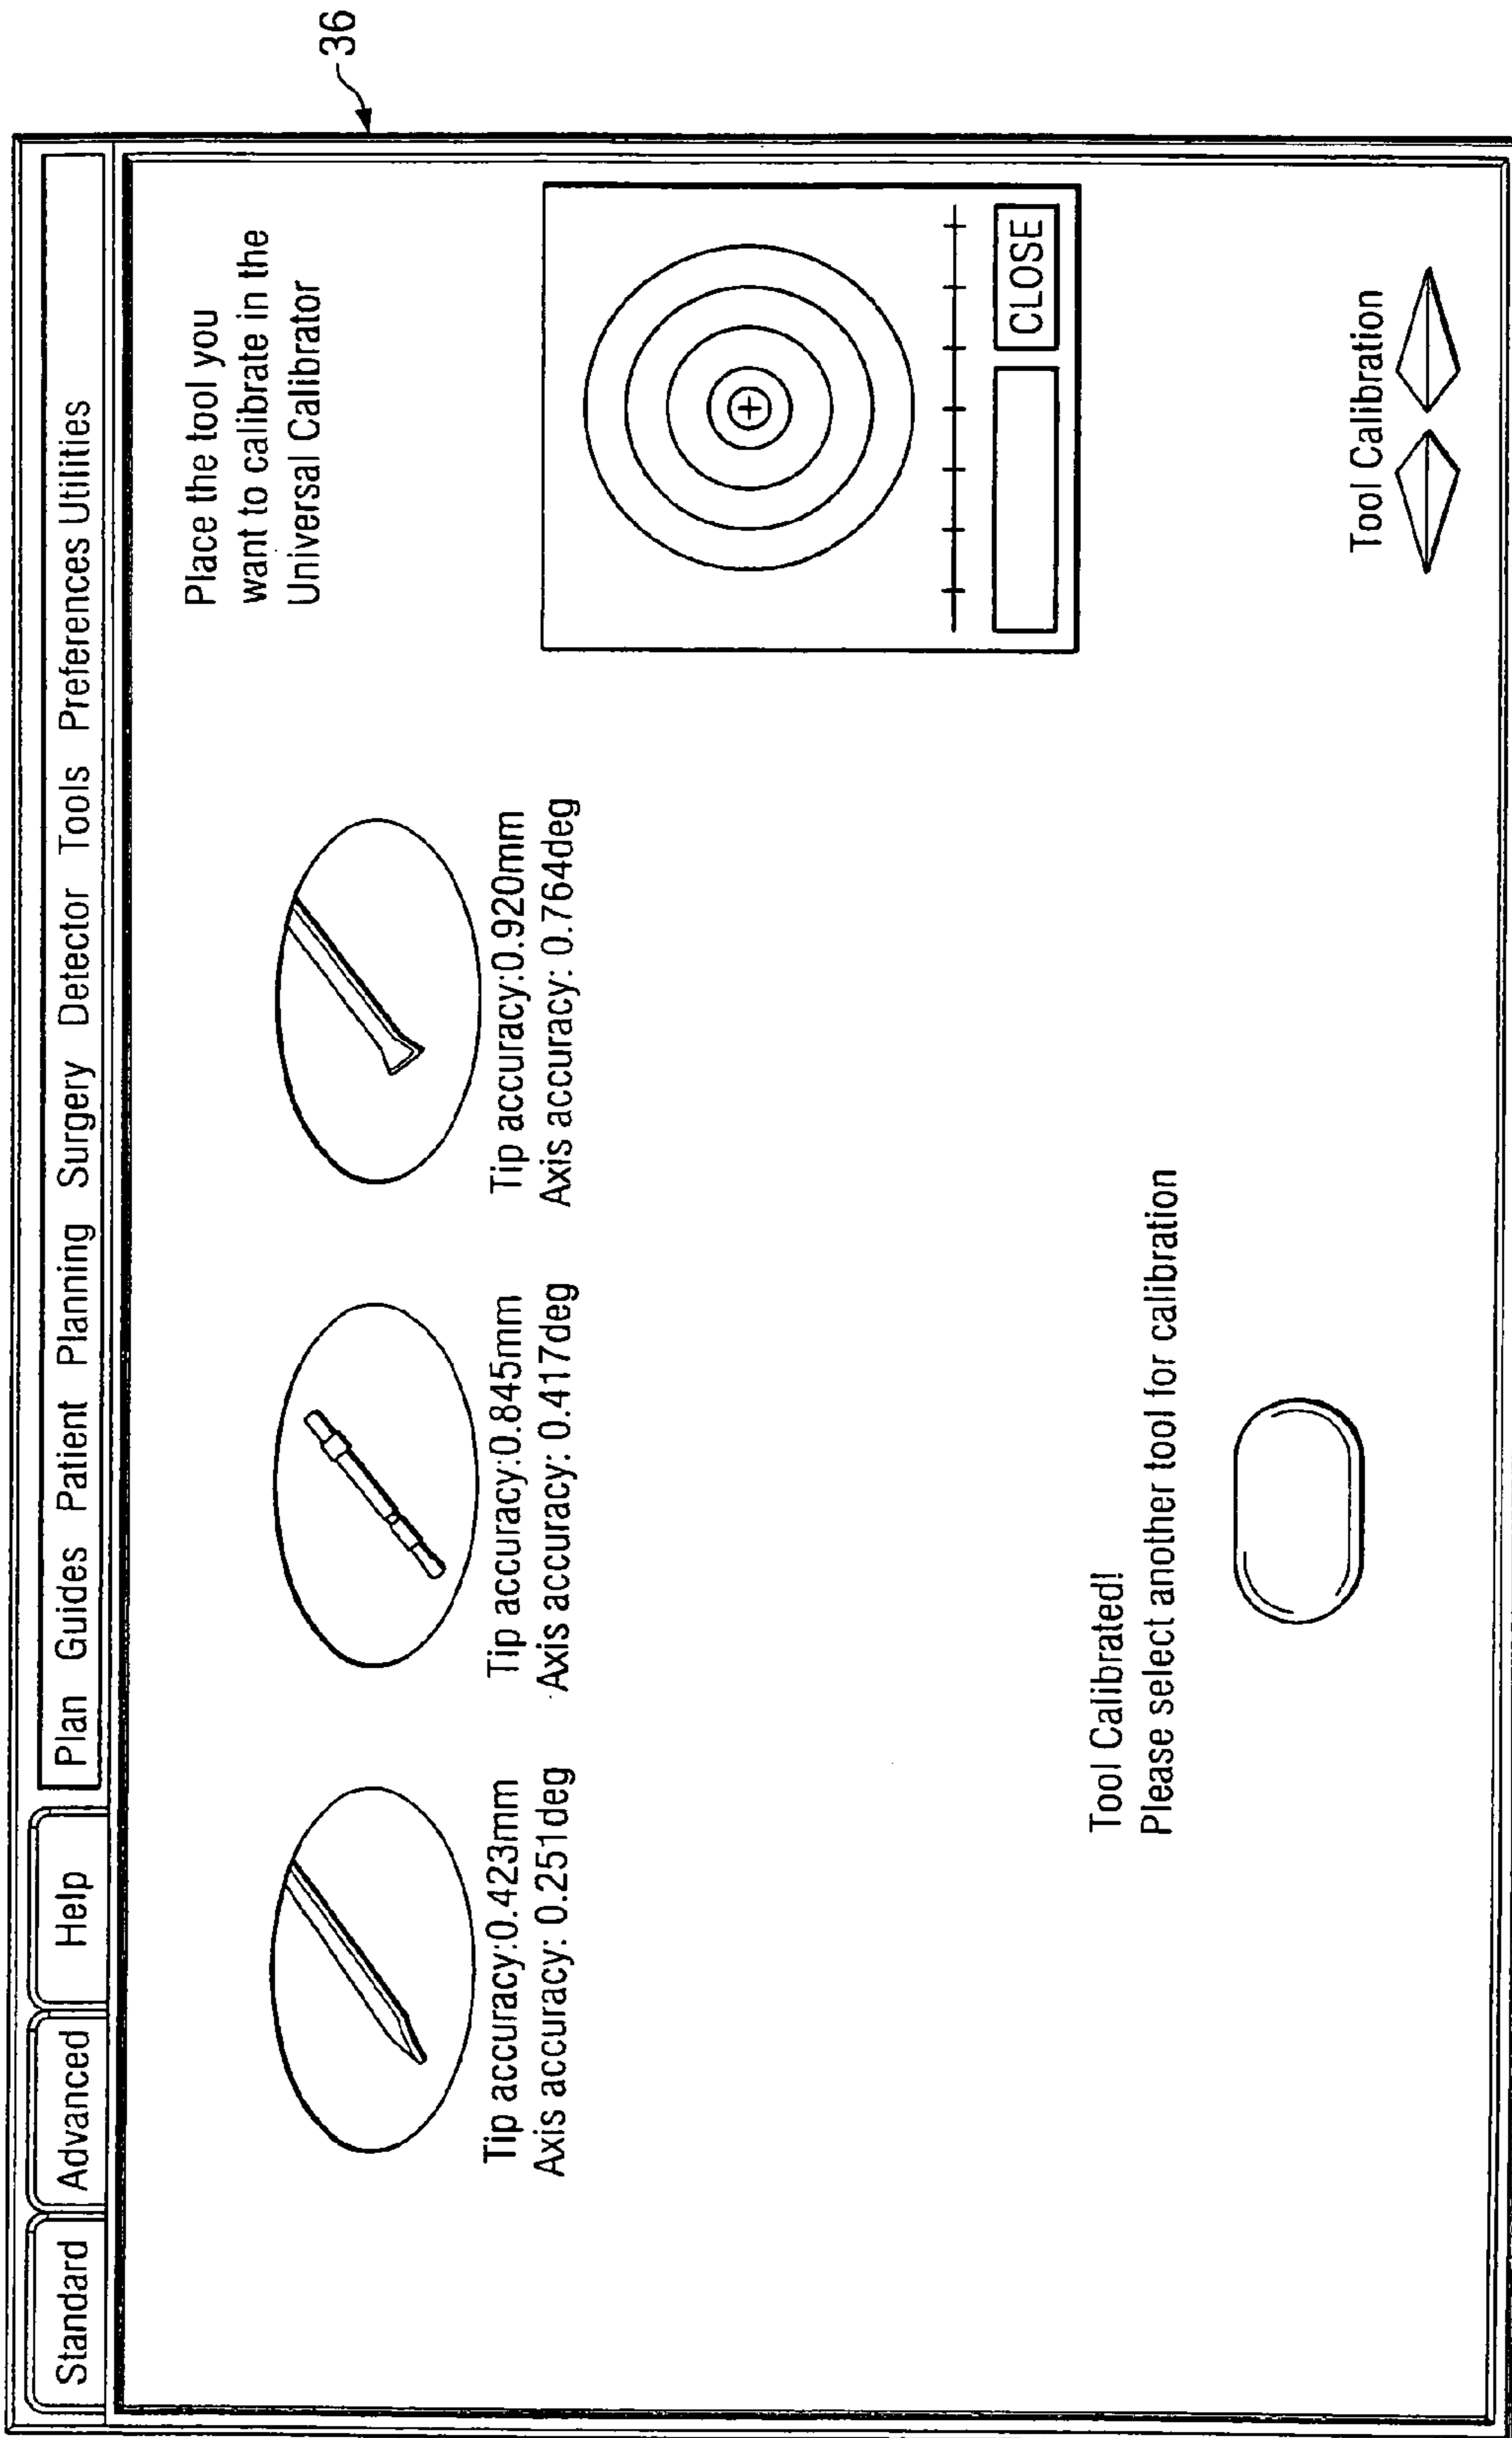 36
Standard Advanced Help Plan Guides Patient Planning Surgery Detector Tools Preferences Utilities
Place the tool you
want to calibrate in the
Universal Calibrator
Tip accuracy:0.423mm
Axis accuracy: 0.251deg
Tip accuracy:0.845mm
Axis accuracy: 0.417deg
Tip accuracy:0.920mm
Axis accuracy: 0.764deg
CLOSE
Tool Calibrated!
Please select another tool for calibration
Tool Calibration